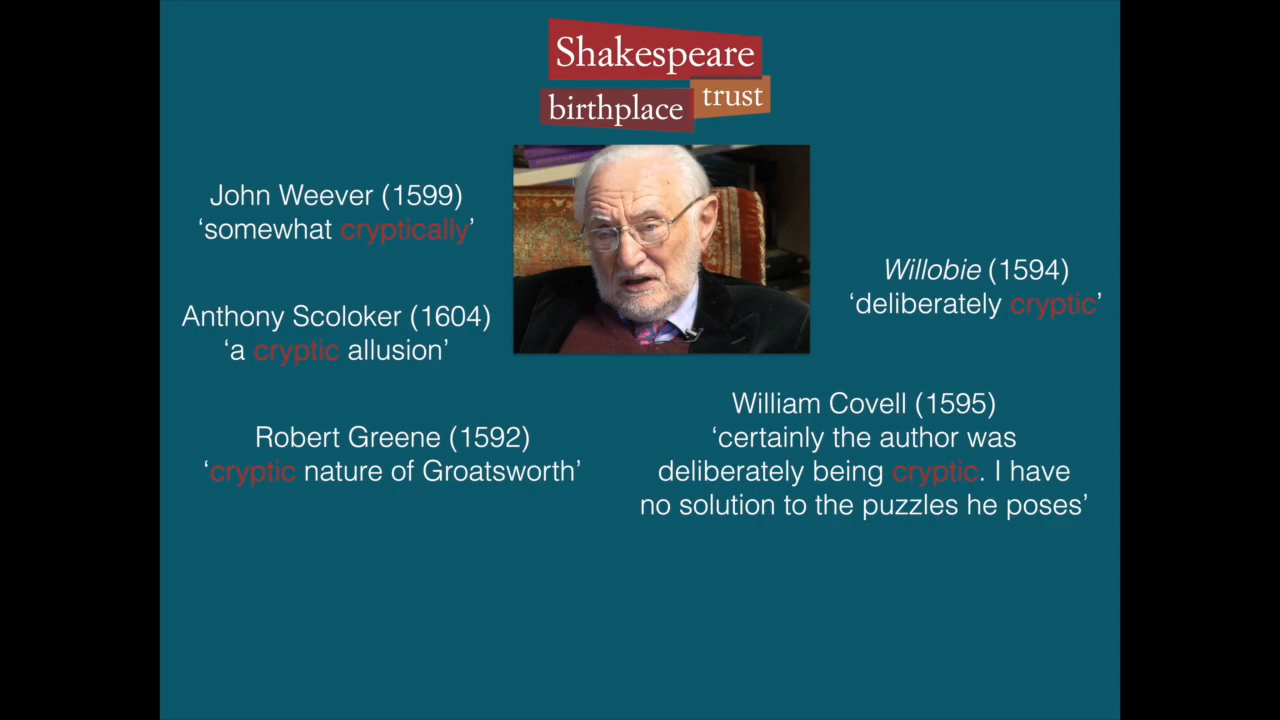 Shakespeare
birthplace trust
John Weever (1599)
‘somewhat cryptically’
Anthony Scoloker (1604)
‘a cryptic allusion’
Robert Greene (1592)
‘cryptic nature of Groatsworth’
Willobie (1594)
‘deliberately cryptic’
William Covell (1595)
‘certainly the author was
deliberately being cryptic. I have
no solution to the puzzles he poses’